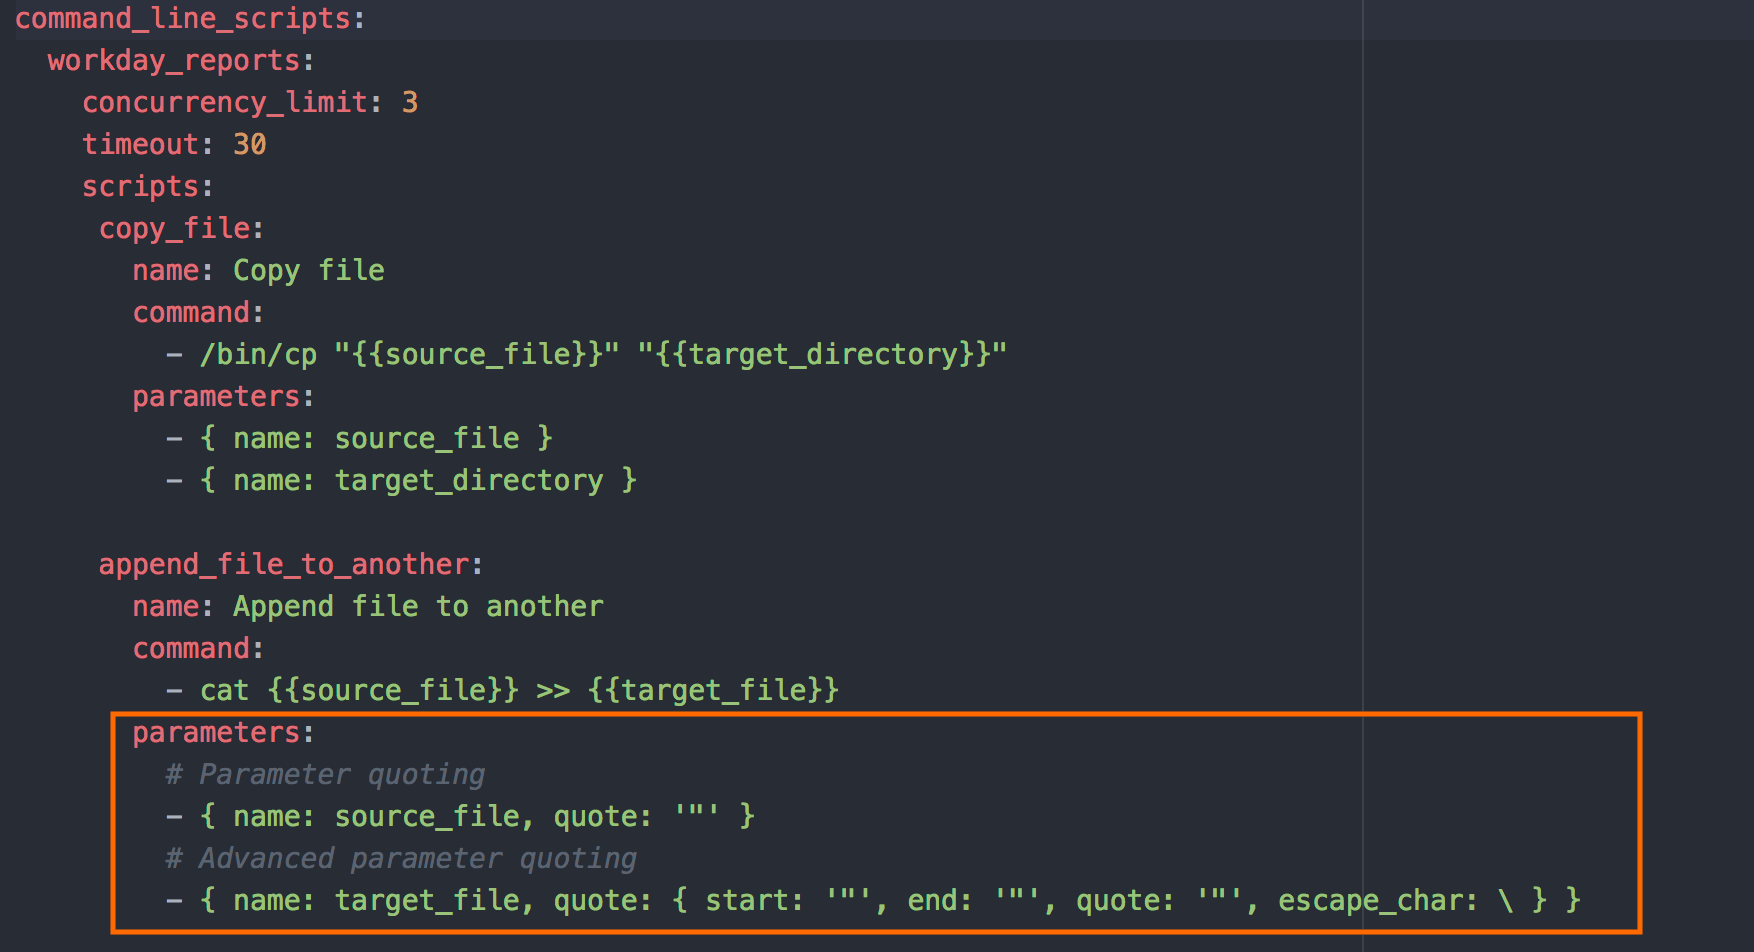 command_line_scripts:
  workday_reports:
    concurrency_limit: 3
    timeout: 30
    scripts:
     copy_file:
       name: Copy file
       command:
         - /bin/cp "{{source_file}}" "{{target_directory}}"
       parameters:
         - { name: source_file }
         - { name: target_directory }

     append_file_to_another:
       name: Append file to another
       command:
         - cat {{source_file}} >> {{target_file}}
       parameters:
         # Parameter quoting
         - { name: source_file, quote: '"' }
         # Advanced parameter quoting
         - { name: target_file, quote: { start: '"', end: '"', quote: '"', escape_char: \ } }